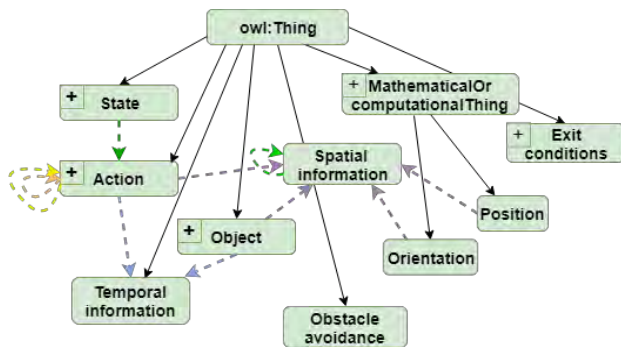 owl:Thing
+ State
+ MathematicalOr
computationalThing
+ Exit
conditions
+ Action
Spatial
information
Position
+ Object
Orientation
Temporal
information
Obstacle
avoidance